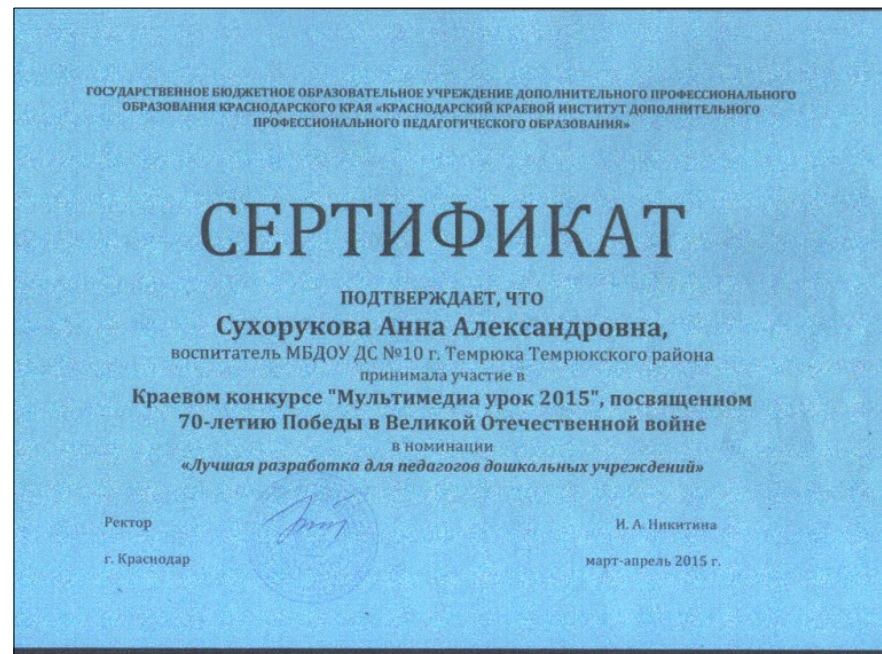 ГОСУДАРСТВЕННОЕ БЮДЖЕТНОЕ ОБРАЗОВАТЕЛЬНОЕ УЧРЕЖДЕНИЕ ДОПОЛНИТЕЛЬНОГО ПРОФЕССИОНАЛЬНОГО
ОБРАЗОВАНИЯ КРАСНОДАРСКОГО КРАЯ «КРАСНОДАРСКИЙ КРАЕВОЙ ИНСТИТУТ ДОПОЛНИТЕЛЬНОГО
ПРОФЕССИОНАЛЬНОГО ПЕДАГОГИЧЕСКОГО ОБРАЗОВАНИЯ»
СЕРТИФИКАТ
ПОДТВЕРЖДАЕТ, ЧТО
Сухорукова Анна Александровна,
воспитатель МБДОУ ДС №10 г. Темрюка Темрюкского района
принимала участие в
Краевом конкурсе "Мультимедиа урок 2015", посвященном
70-летию Победы в Великой Отечественной войне
в номинации
«Лучшая разработка для педагогов дошкольных учреждений»
Ректор И. А. Никитина
г. Краснодар март-апрель 2015 г.